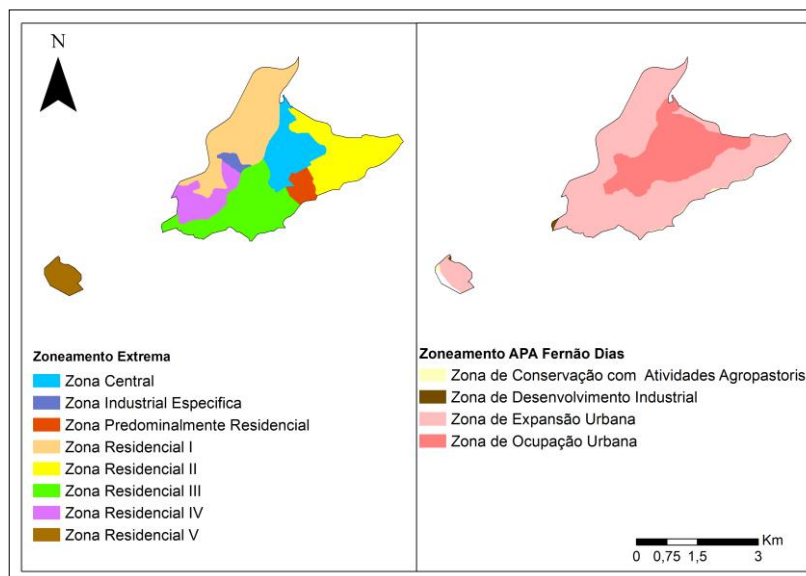 N
Zoneamento Extrema
Zona Central
Zona Industrial Especifica
Zona Predominalmente Residencial
Zona Residencial I
Zona Residencial II
Zona Residencial III
Zona Residencial IV
Zona Residencial V
Zoneamento APA Fernão Dias
Zona de Conservação com Atividades Agropastoris
Zona de Desenvolvimento Industrial
Zona de Expansão Urbana
Zona de Ocupação Urbana
Km
0 0,75 1,5 3